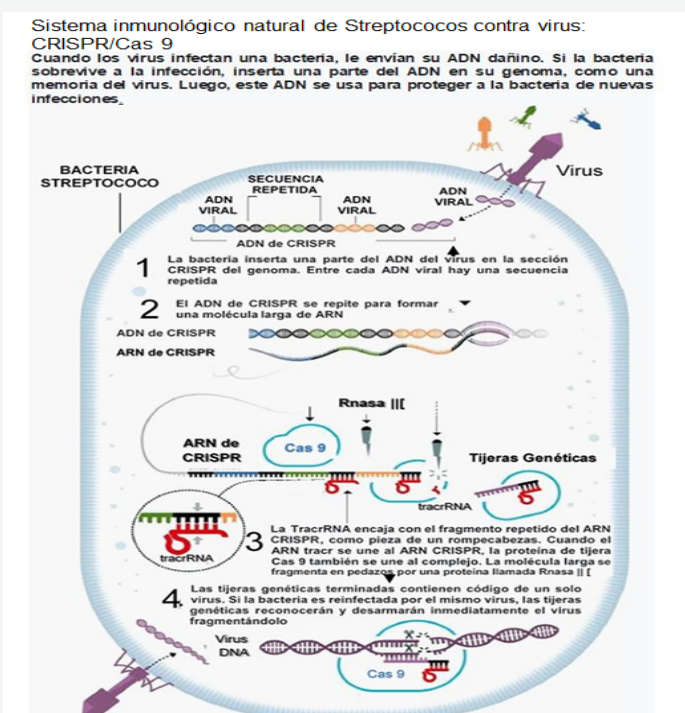 Sistema inmunológico natural de Streptococos contra virus:
CRISPR/Cas 9
Cuando los virus infectan una bacteria, le envían su ADN dañino. Si la bacteria
sobrevive a la infección, inserta una parte del ADN en su genoma, como una
memoria del virus. Luego, este ADN se usa para proteger a la bacteria de nuevas
infecciones.
Virus
BACTERIA
STREPTOCOCO
SECUENCIA
REPETIDA
ADN
VIRAL
ADN
VIRAL
ADN
VIRAL
ADN de CRISPR
1
La bacteria inserta una parte del ADN del virus en la sección
CRISPR del genoma. Entre cada ADN viral hay una secuencia
repetida
2
El ADN de CRISPR se repite para formar
una molécula larga de ARN
ADN de CRISPR
ARN de CRISPR
Rnasa ||[
ARN de
CRISPR
Cas 9
Tijeras Genéticas
tracrRNA
tracrRNA
3
La TracrRNA encaja con el fragmento repetido del ARN
CRISPR, como pieza de un rompecabezas. Cuando el
ARN tracr se une al ARN CRISPR, la proteína de tijera
Cas 9 también se une al complejo. La molécula larga se
fragmenta en pedazos por una proteína llamada Rnasa || [
4.
Las tijeras genéticas terminadas contienen código de un solo
virus. Si la bacteria es reinfectada por el mismo virus, las tijeras
genéticas reconocerán y desarmarán inmediatamente el virus
fragmentándolo
Virus
DNA
Cas 9